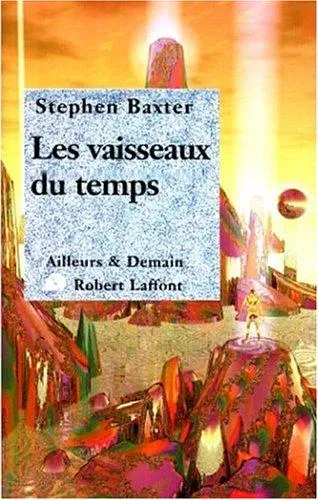 Stephen Baxter
Les vaisseaux
du temps
Ailleurs & Demain
Robert Laffont